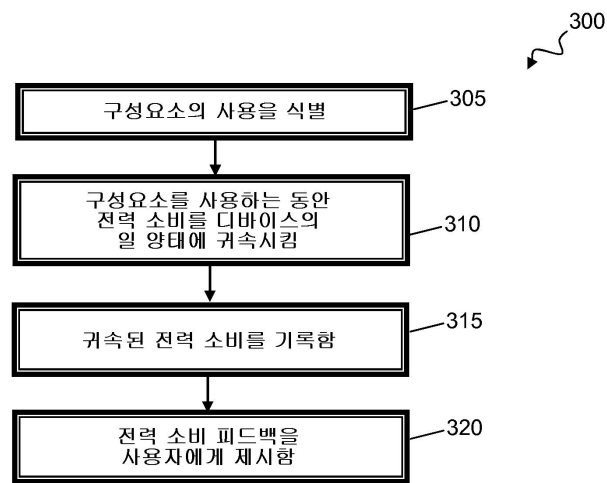 300
구성요소의 사용을 식별
305
구성요소를 사용하는 동안
전력 소비를 디바이스의
일 양태에 귀속시킴
310
귀속된 전력 소비를 기록함
315
전력 소비 피드백을
사용자에게 제시함
320